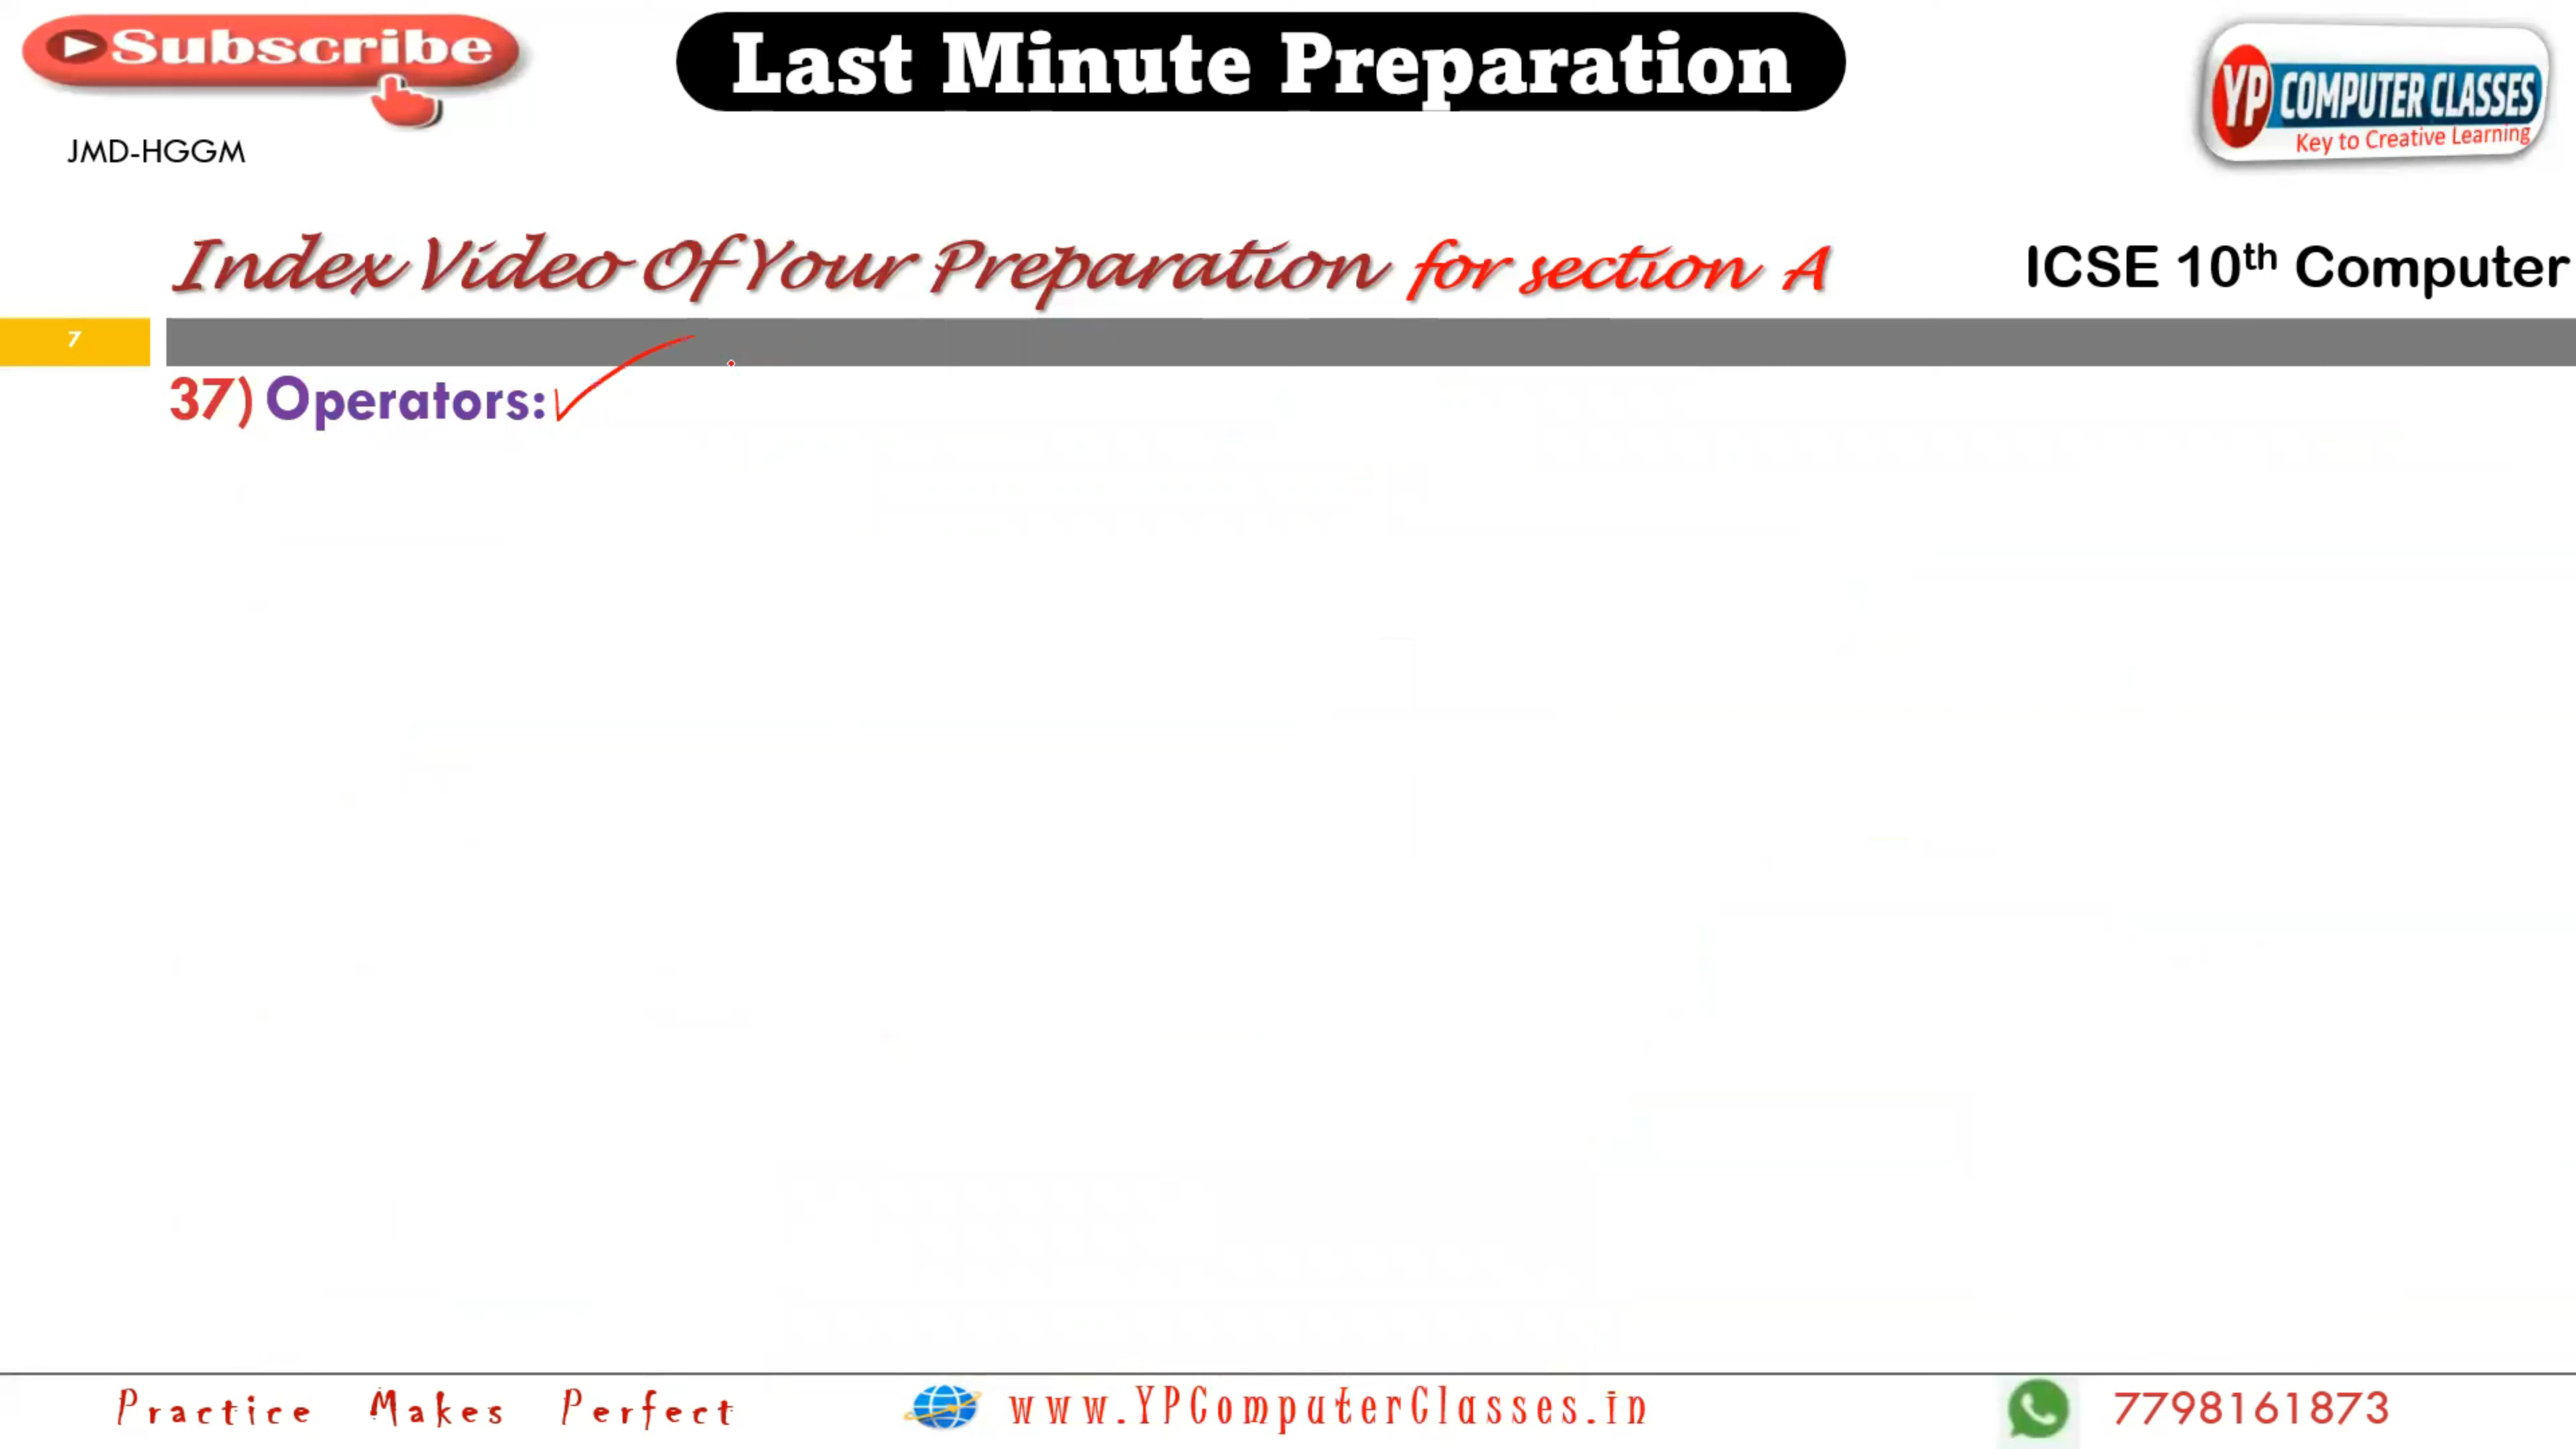 Subscribe
Last Minute Preparation
YP COMPUTER CLASSES
Key to Creative Learning
JMD-HGGM
Index Video Of Your Preparation for section A
ICSE 10th Computer
7
37) Operators:
Practice Makes Perfect
www.YPComputerClasses.in
7798161873